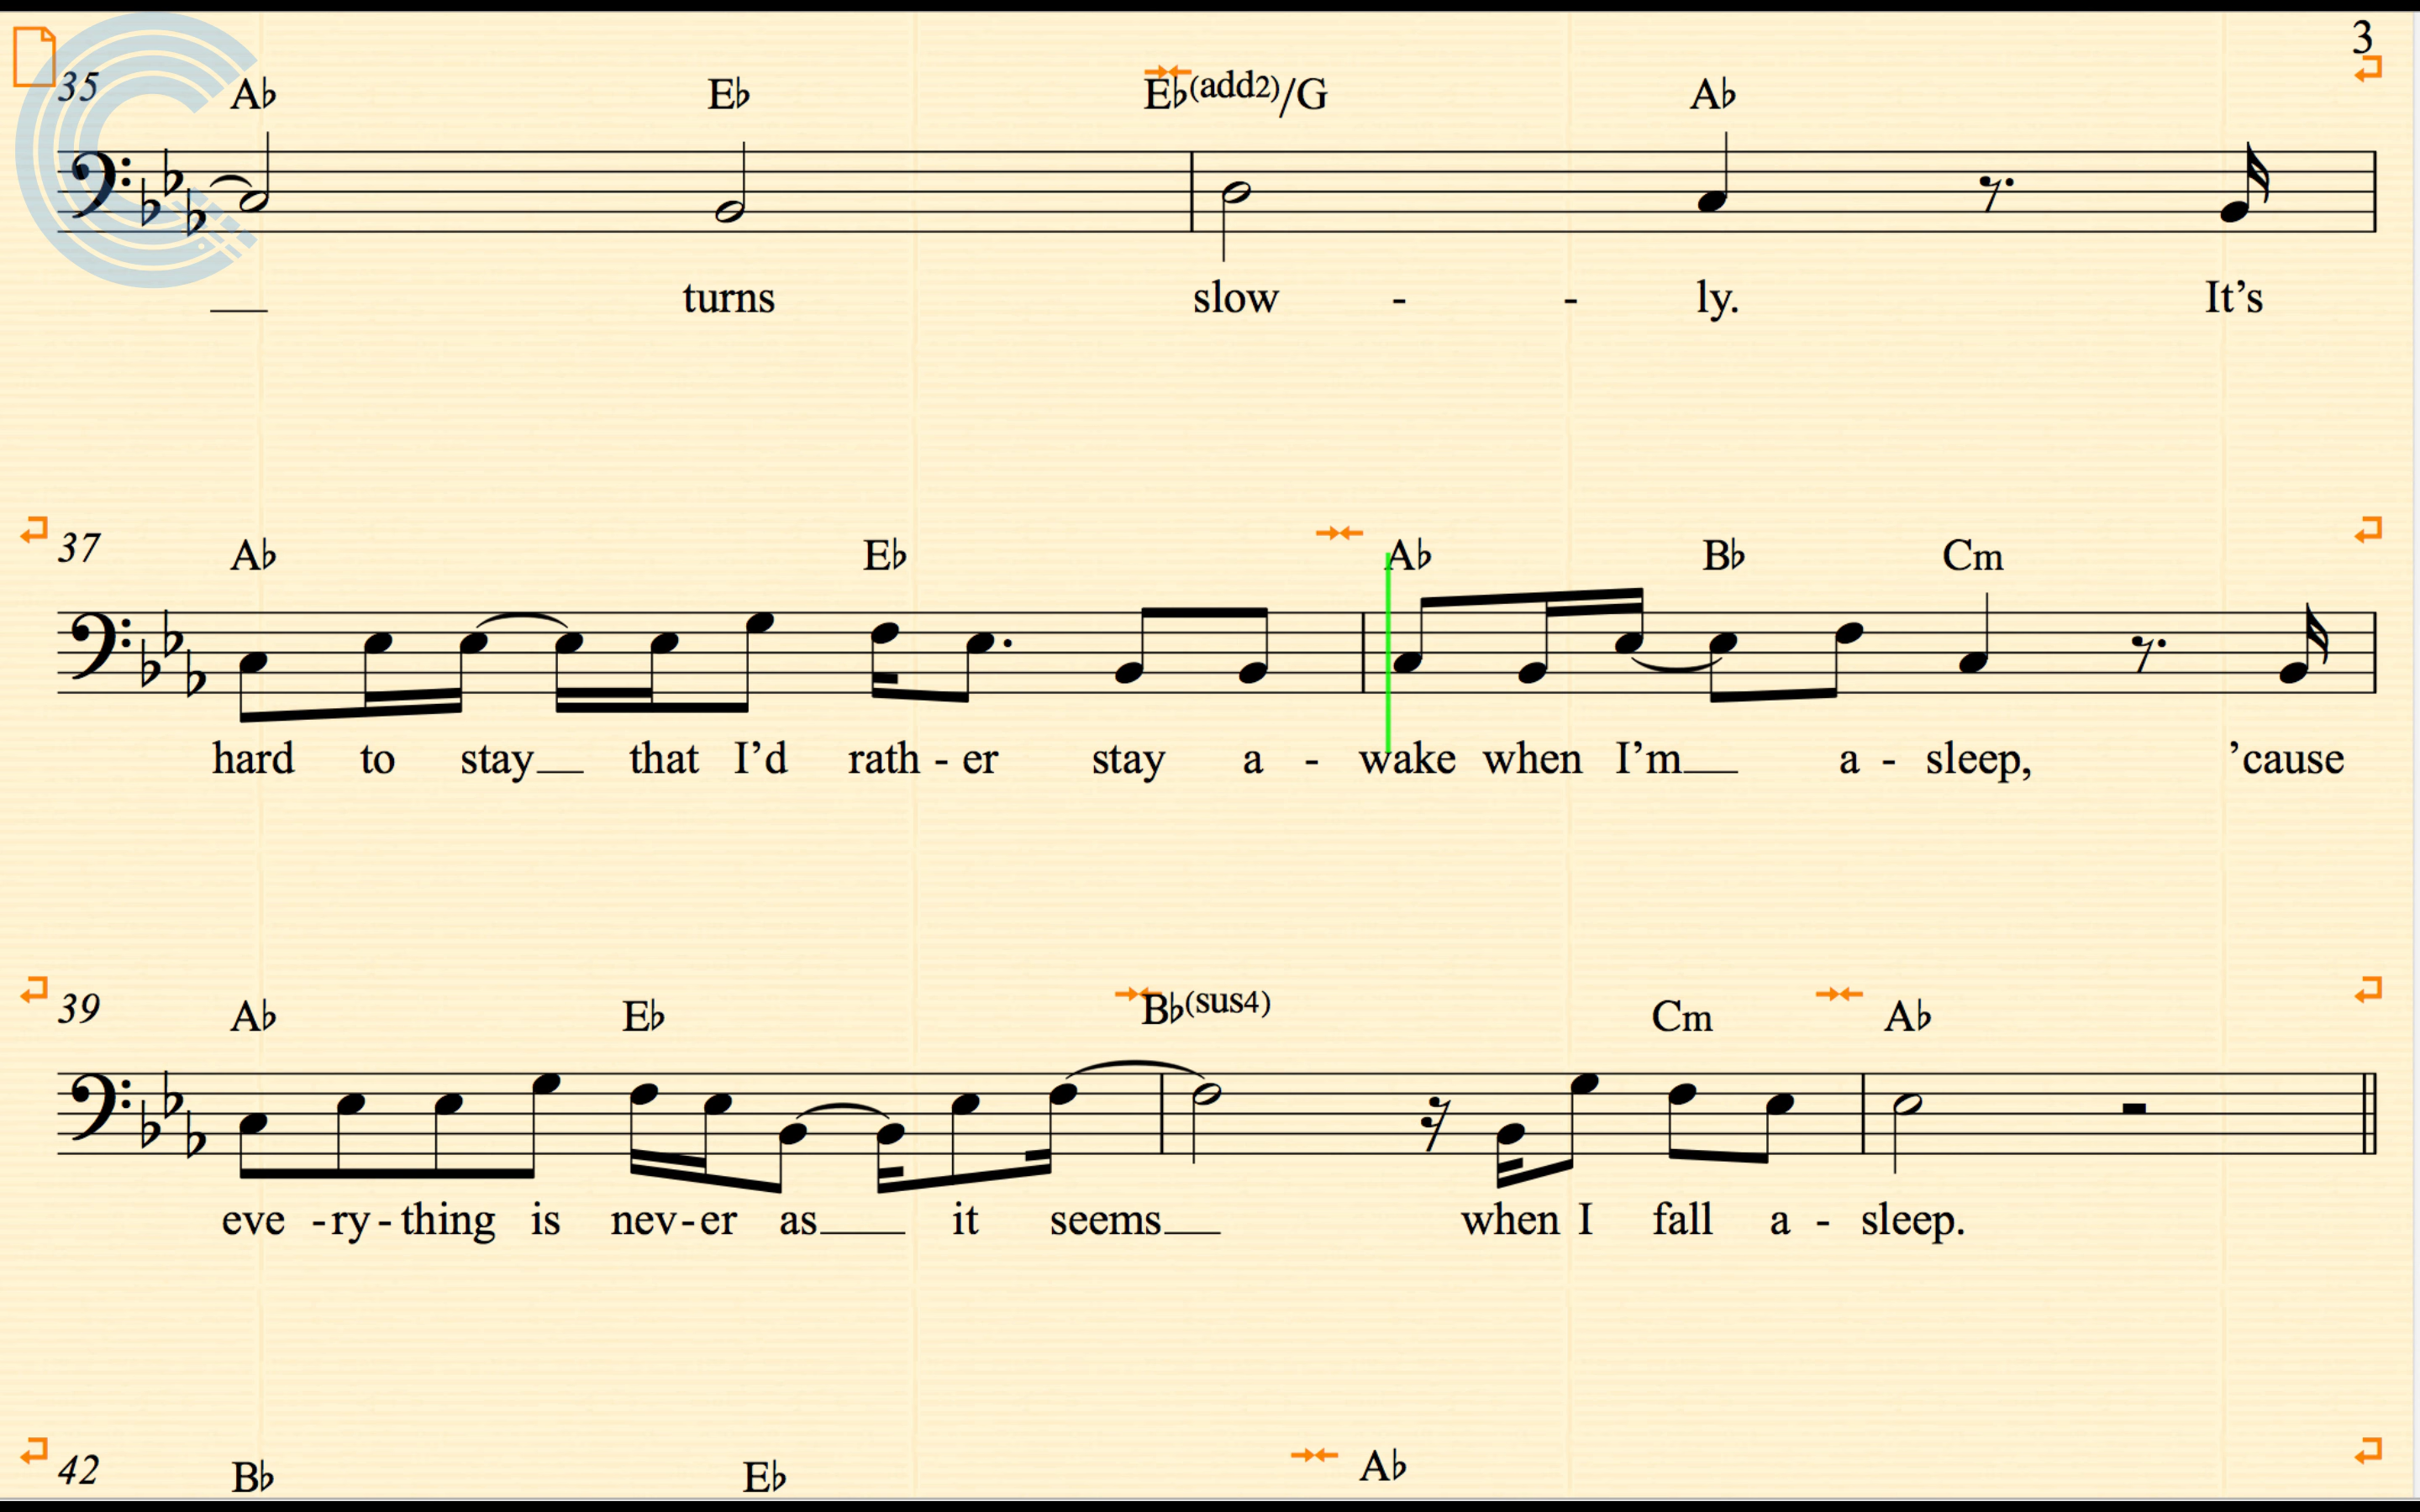 3
35 A♭ E♭ E♭(add2)/G A♭
turns slow - - ly. It’s
37 A♭ E♭ A♭ B♭ Cm
hard to stay that I’d rath - er stay a - wake when I’m a - sleep, ’cause
39 A♭ E♭ B♭(sus4) Cm A♭
eve - ry - thing is nev - er as it seems when I fall a - sleep.
42 B♭ E♭ A♭